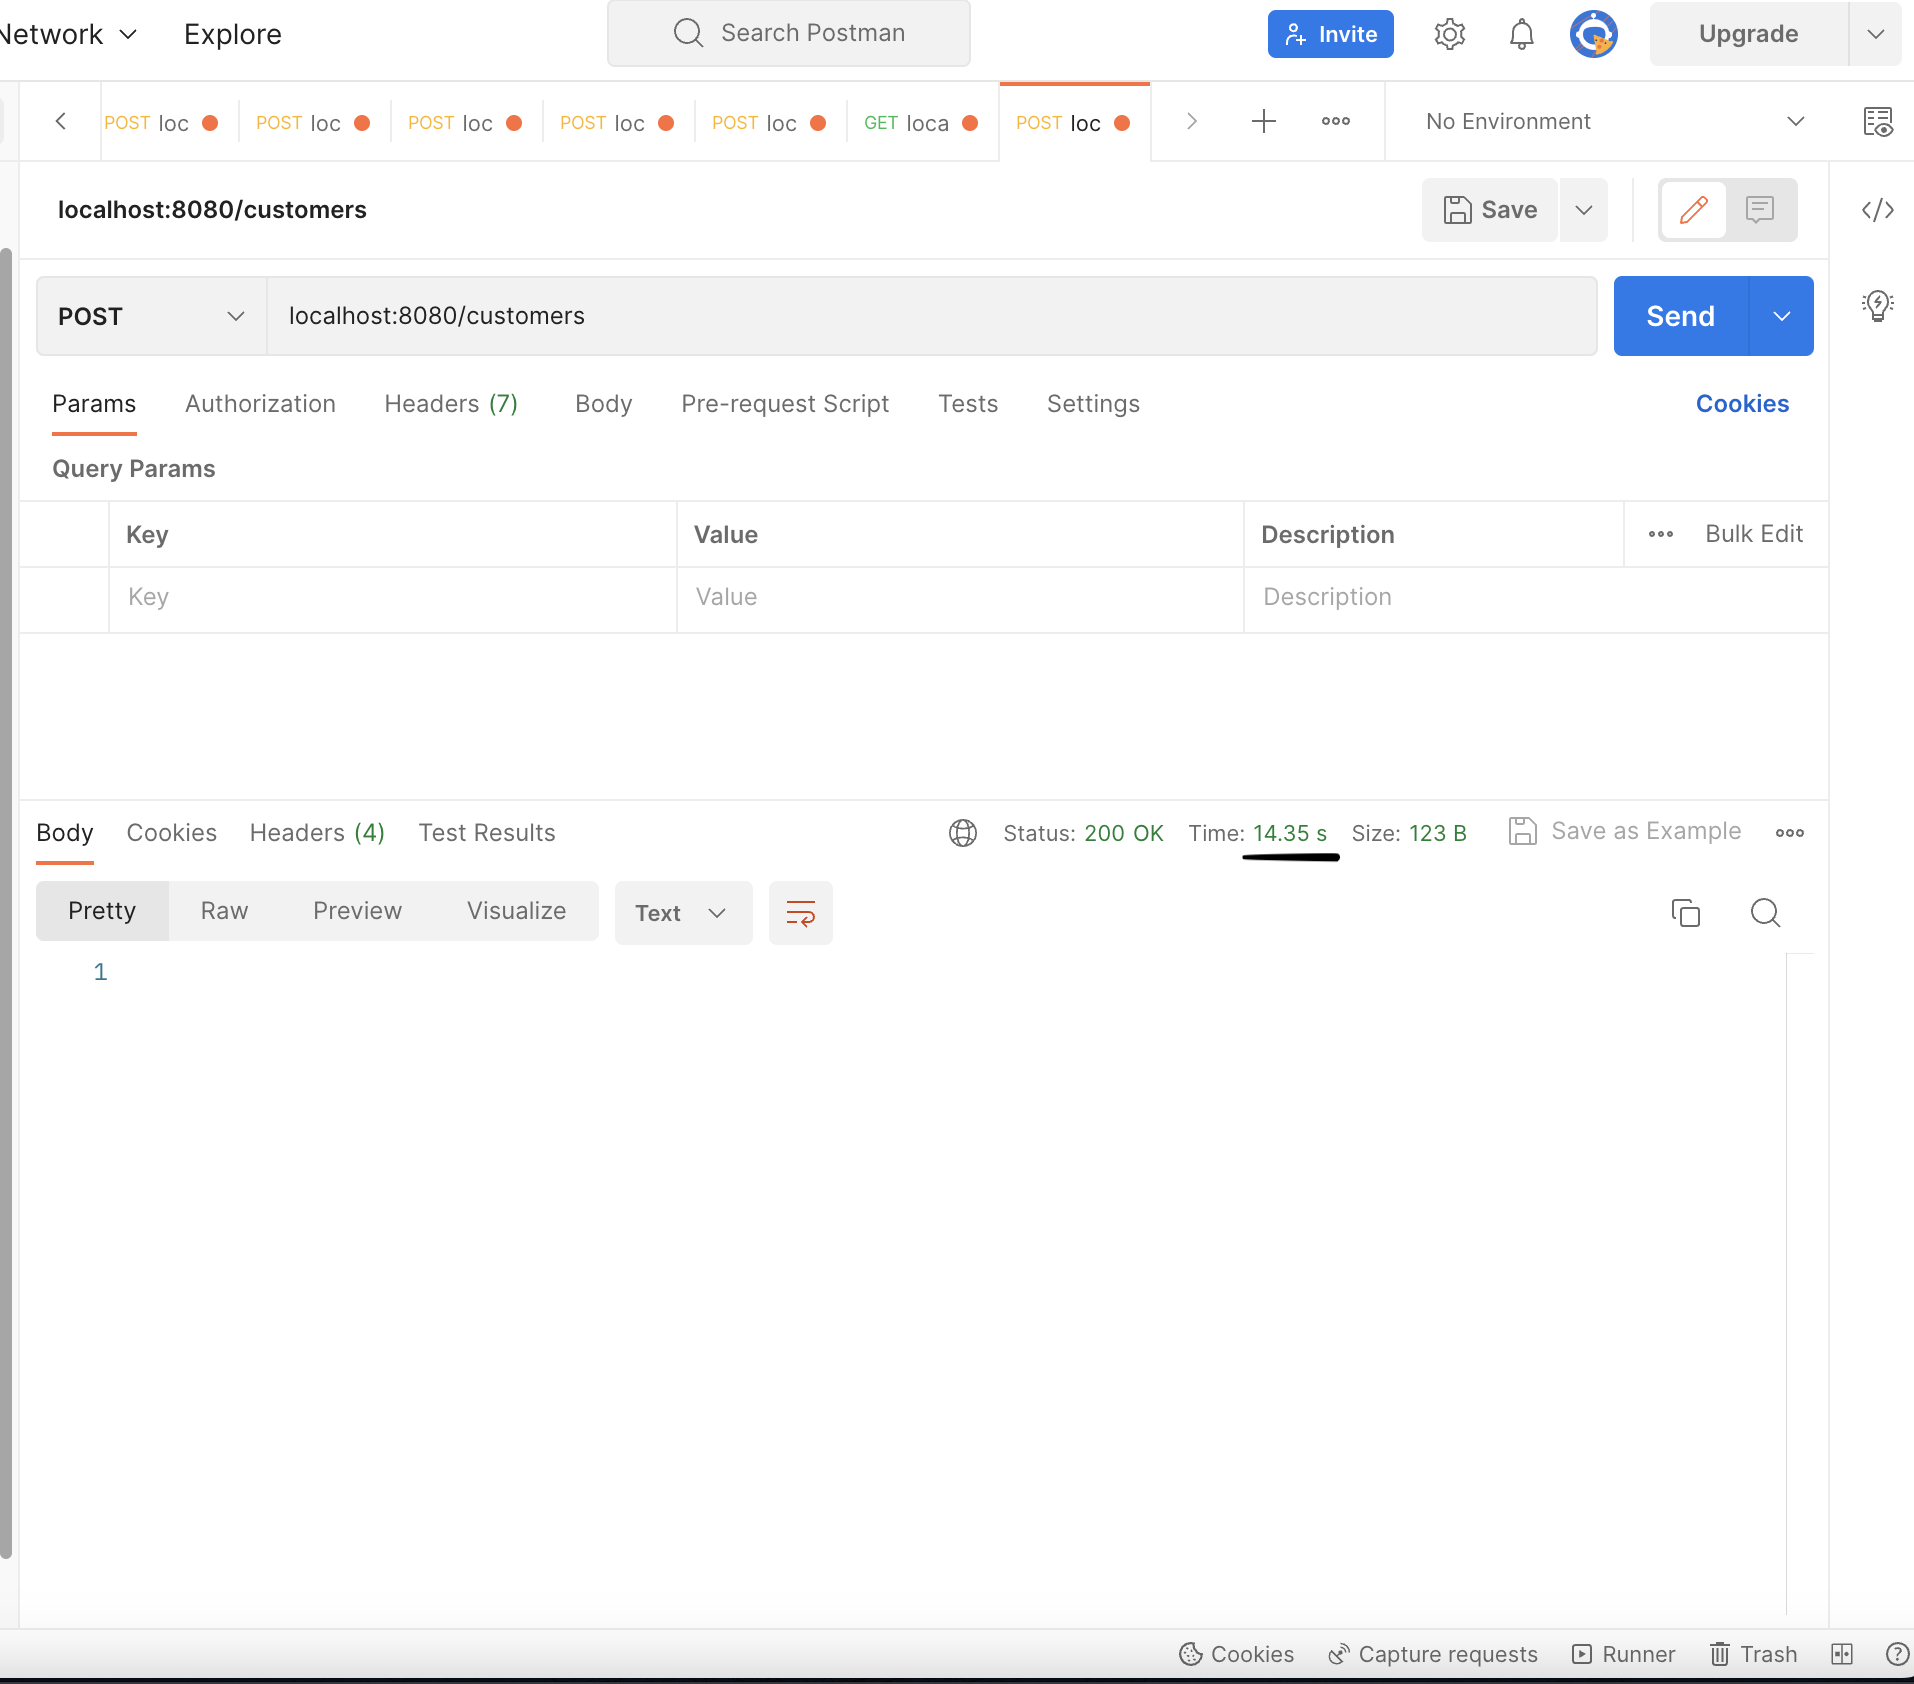 Network Explore Search Postman Invite Upgrade
POST loc POST loc POST loc POST loc POST loc GET loca POST loc No Environment
localhost:8080/customers Save
POST localhost:8080/customers Send
Params Authorization Headers (7) Body Pre-request Script Tests Settings Cookies
Query Params
Key Value Description Bulk Edit
Key Value Description
Body Cookies Headers (4) Test Results Status: 200 OK Time: 14.35 s Size: 123 B Save as Example
Pretty Raw Preview Visualize Text
1
Cookies Capture requests Runner Trash